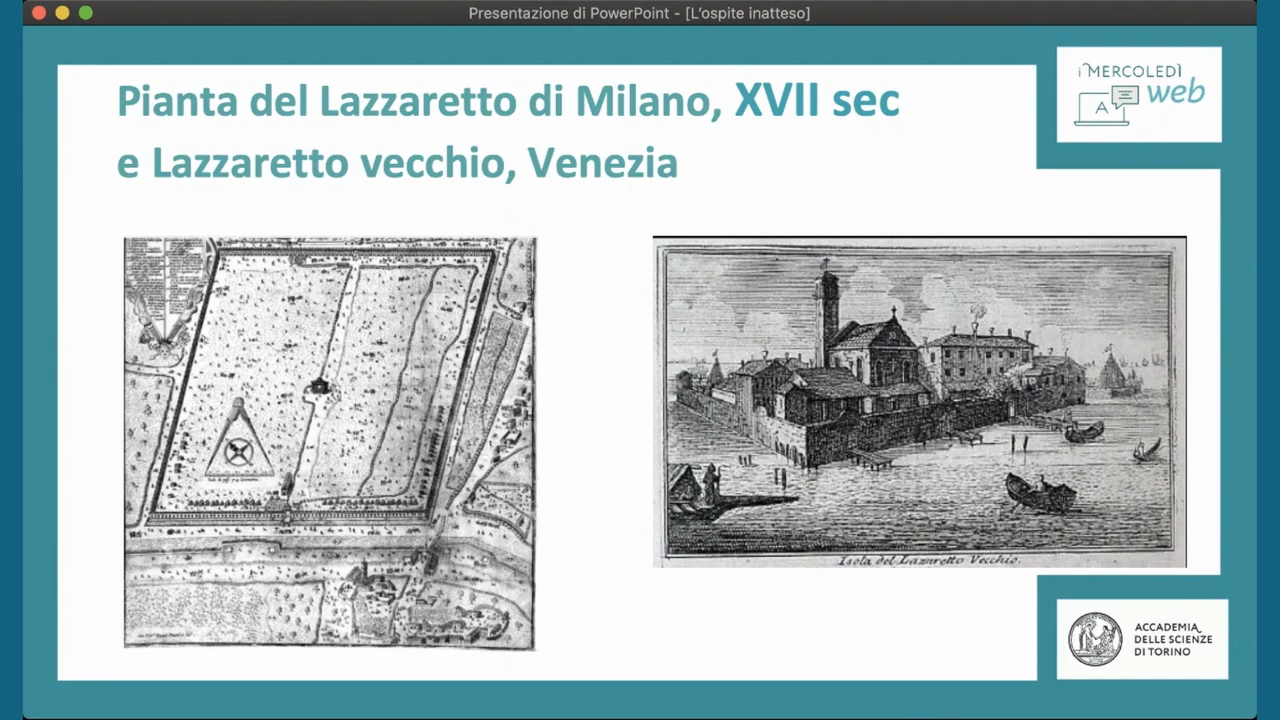 Presentazione di PowerPoint - [L'ospite inatteso]
i MERCOLEDÌ
web
A
Pianta del Lazzaretto di Milano, XVII sec
e Lazzaretto vecchio, Venezia
Isola del Lazaretto Vecchio.
ACCADEMIA
DELLE SCIENZE
DI TORINO